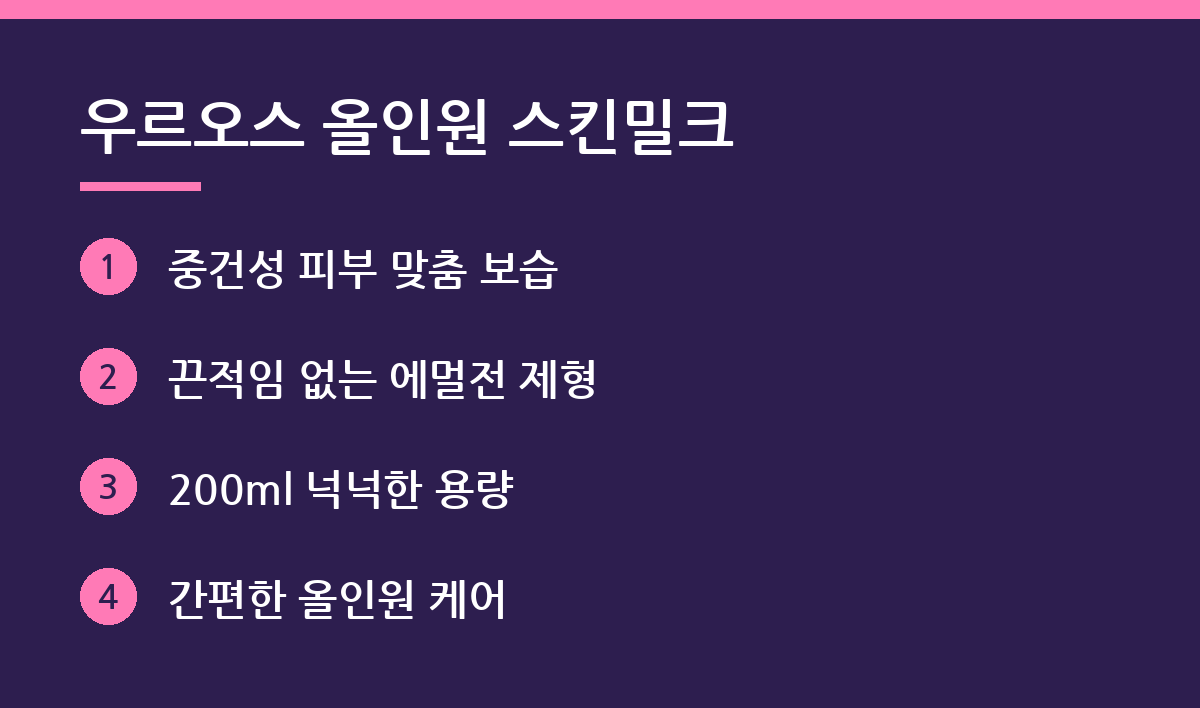 우르오스 올인원 스킨밀크
1 중건성 피부 맞춤 보습
2 끈적임 없는 에멀전 제형
3 200ml 넉넉한 용량
4 간편한 올인원 케어